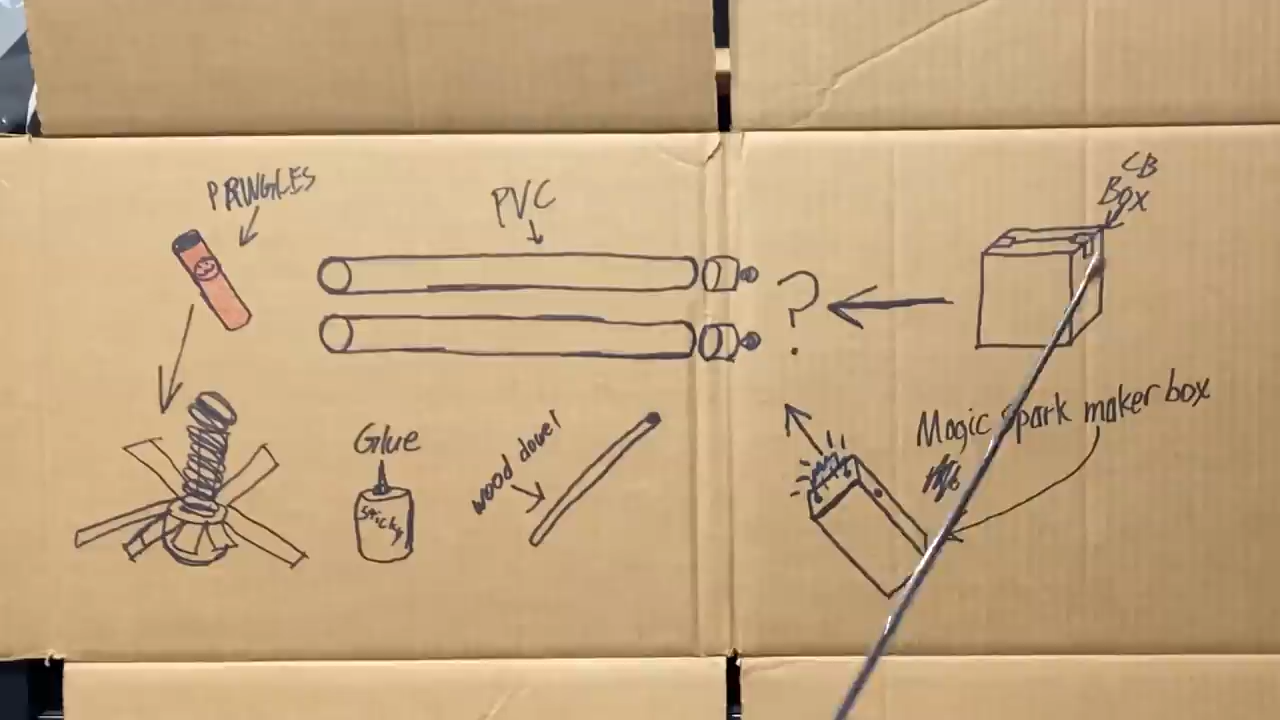 PRINGLES
PVC
CB
Box
?
Glue
Sticky
wood dowel
Magic spark maker box